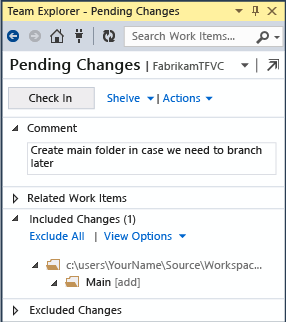 Team Explorer - Pending Changes
Search Work Items...
Pending Changes | FabrikamTFVC
Check In Shelve | Actions
Comment
Create main folder in case we need to branch
later
Related Work Items
Included Changes (1)
Exclude All | View Options
c:\users\YourName\Source\Workspac...
Main [add]
Excluded Changes